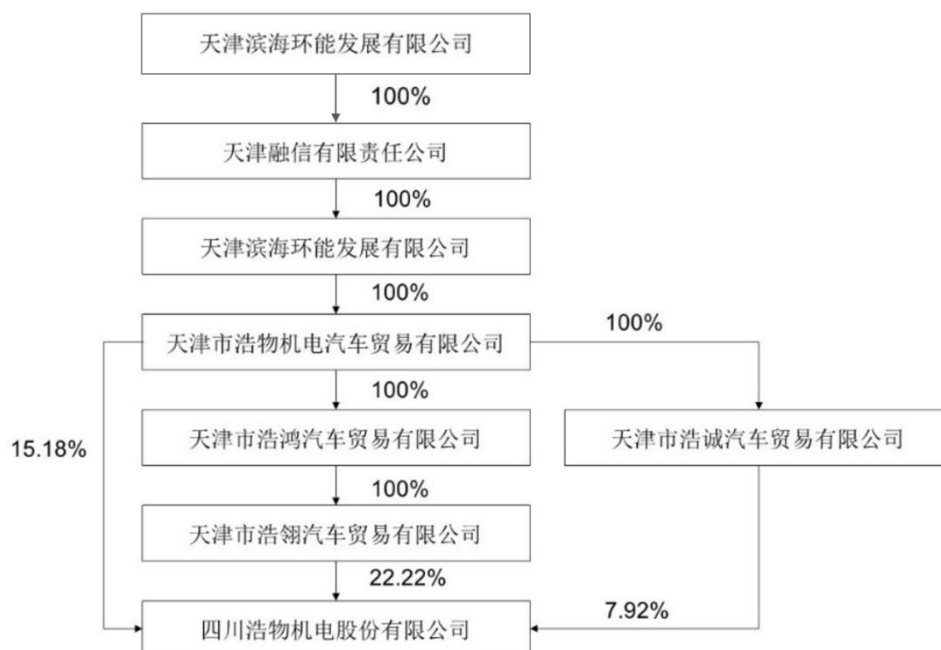 天津滨海环能发展有限公司
100%
天津融信有限责任公司
100%
天津滨海环能发展有限公司
100%
天津市浩物机电汽车贸易有限公司
100%
100%
15.18%
天津市浩鸿汽车贸易有限公司
天津市浩诚汽车贸易有限公司
100%
天津市浩翎汽车贸易有限公司
22.22%
7.92%
四川浩物机电股份有限公司